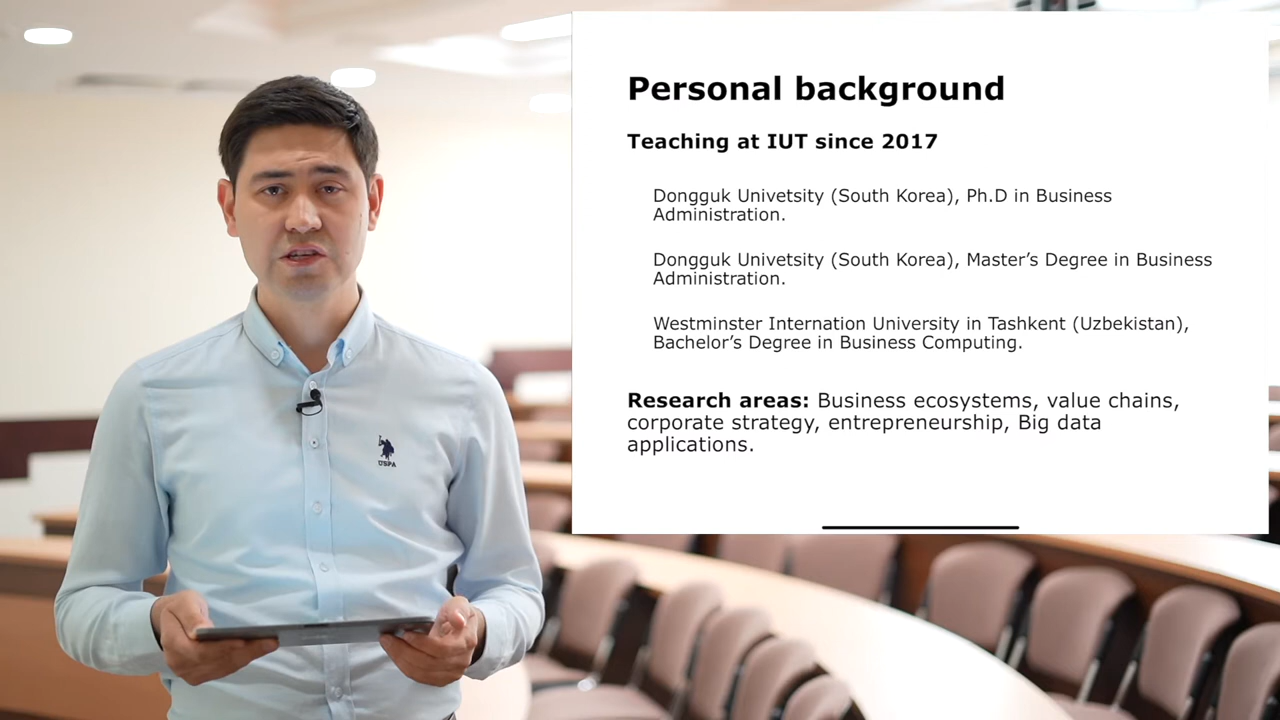 Personal background
Teaching at IUT since 2017
Dongguk Univetsity (South Korea), Ph.D in Business
Administration.
Dongguk Univetsity (South Korea), Master’s Degree in Business
Administration.
Westminster Internation University in Tashkent (Uzbekistan),
Bachelor’s Degree in Business Computing.
Research areas: Business ecosystems, value chains,
corporate strategy, entrepreneurship, Big data
applications.
USPA